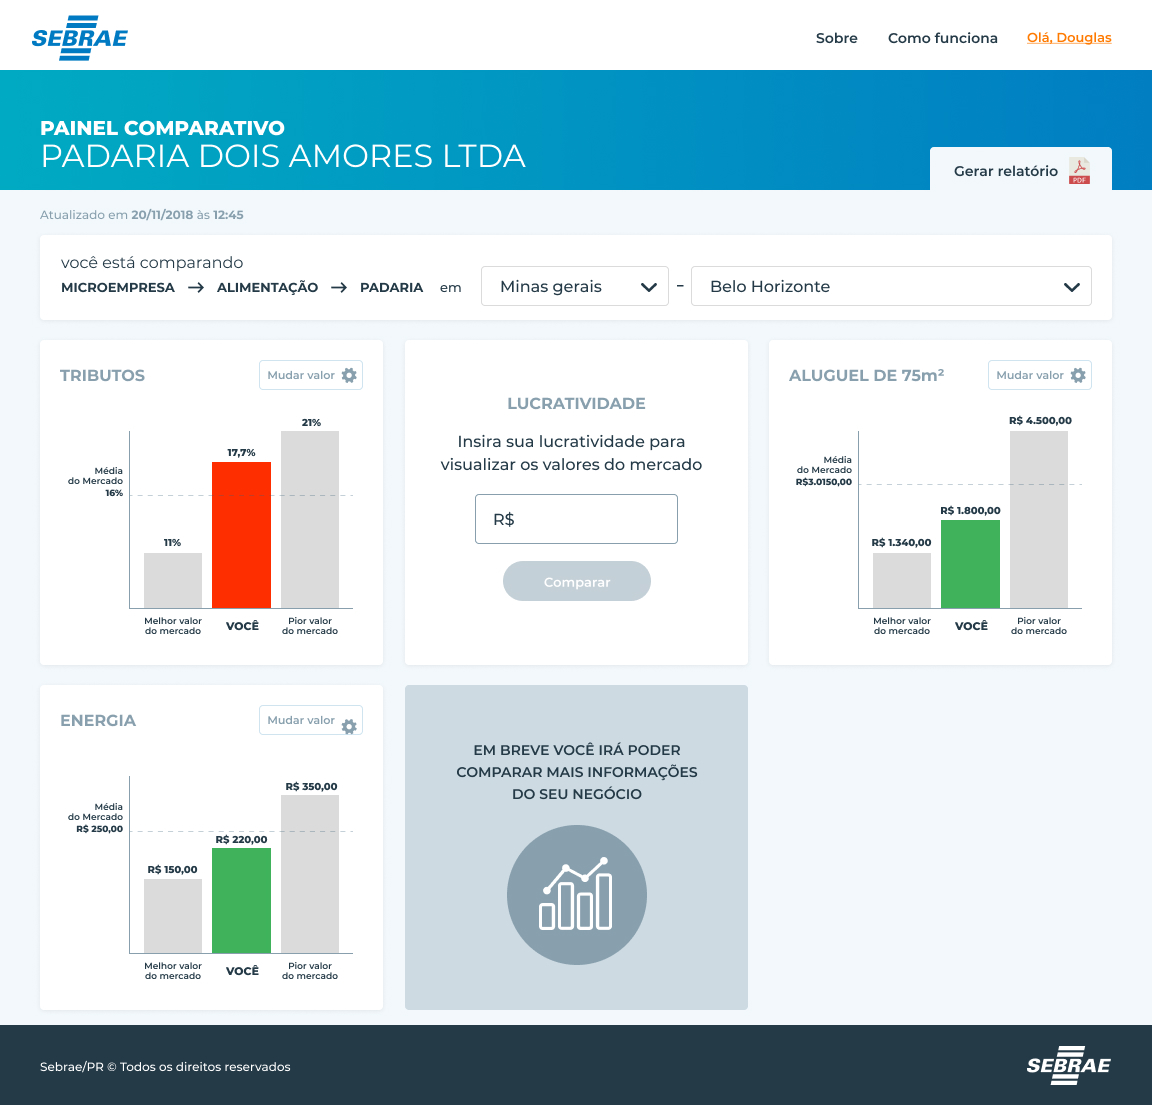 SEBRAE
Sobre
Como funciona
Olá, Douglas
PAINEL COMPARATIVO
PADARIA DOIS AMORES LTDA
Gerar relatório
PDF
Atualizado em 20/11/2018 às 12:45
você está comparando
MICROEMPRESA → ALIMENTAÇÃO → PADARIA em
Minas gerais
-
Belo Horizonte
TRIBUTOS
Mudar valor
21%
17,7%
Média
do Mercado
16%
11%
Melhor valor
do mercado
VOCÊ
Pior valor
do mercado
LUCRATIVIDADE
Insira sua lucratividade para
visualizar os valores do mercado
R$
Comparar
ALUGUEL DE 75m²
Mudar valor
R$ 4.500,00
Média
do Mercado
R$3.0150,00
R$ 1.800,00
R$ 1.340,00
Melhor valor
do mercado
VOCÊ
Pior valor
do mercado
ENERGIA
Mudar valor
R$ 350,00
Média
do Mercado
R$ 250,00
R$ 220,00
R$ 150,00
Melhor valor
do mercado
VOCÊ
Pior valor
do mercado
EM BREVE VOCÊ IRÁ PODER
COMPARAR MAIS INFORMAÇÕES
DO SEU NEGÓCIO
Sebrae/PR © Todos os direitos reservados
SEBRAE